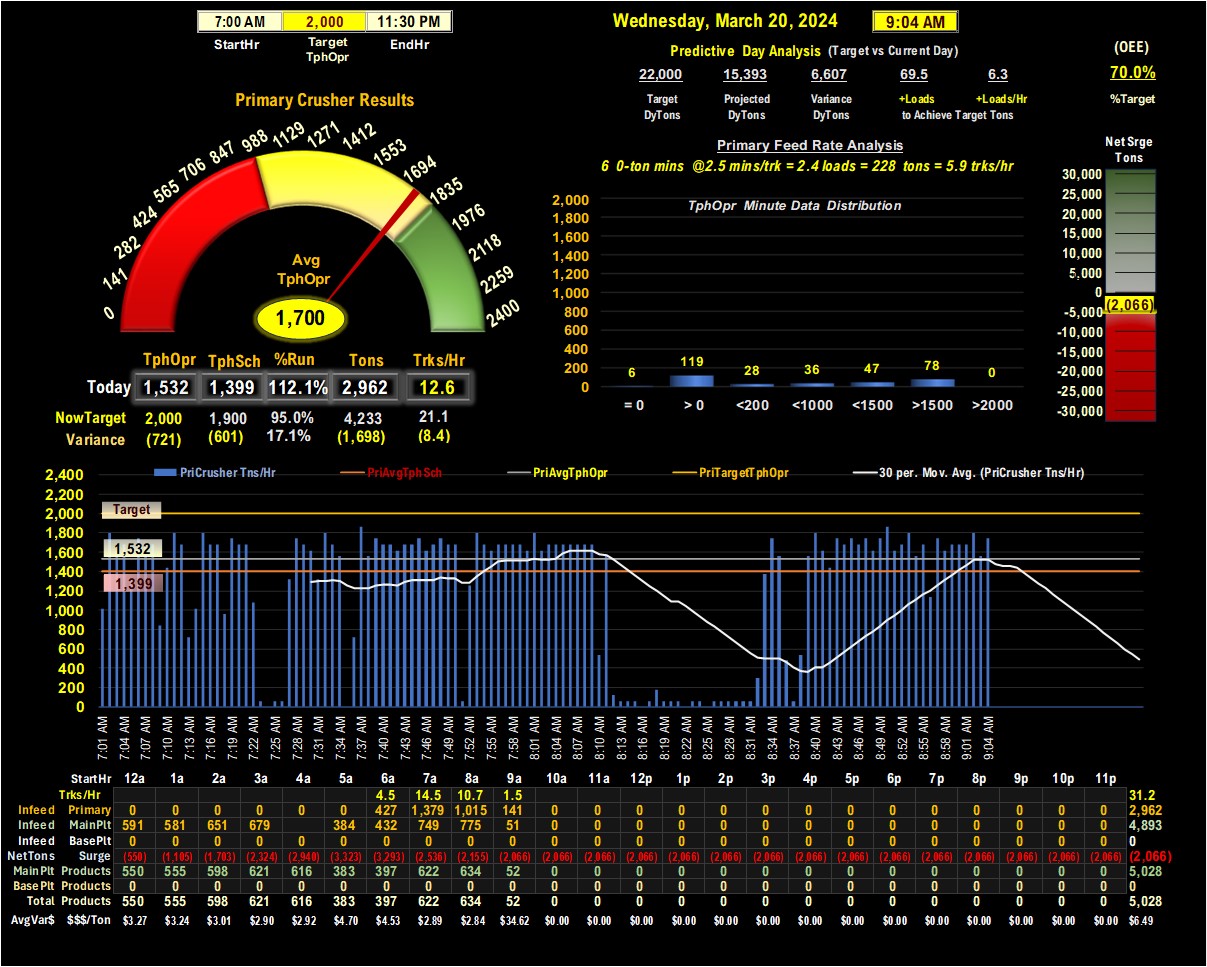 7:00 AM 2,000 11:30 PM
StartHr Target TphOpr EndHr
Wednesday, March 20, 2024 9:04 AM
Predictive Day Analysis (Target vs Current Day)
22,000 15,393 6,607 69.5 6.3
Target Projected Variance +Loads +Loads/Hr
DyTons DyTons DyTons to Achieve Target Tons
(OEE)
70.0%
%Target
Primary Crusher Results
0 141 282 424 565 706 847 988 1129 1271 1412 1553 1694 1835 1976 2118 2259 2400
Avg
TphOpr
1,700
Primary Feed Rate Analysis
6 0-ton mins @2.5 mins/trk = 2.4 loads = 228 tons = 5.9 trks/hr
TphOpr Minute Data Distribution
2,000
1,800
1,600
1,400
1,200
1,000
800
600
400
200
0
6 119 28 36 47 78 0
= 0 > 0 <200 <1000 <1500 >1500 >2000
Net Srge
Tons
30,000
25,000
20,000
15,000
10,000
5,000
0
(2,066)
-5,000
-10,000
-15,000
-20,000
-25,000
-30,000
TphOpr TphSch %Run Tons Trks/Hr
Today 1,532 1,399 112.1% 2,962 12.6
NowTarget 2,000 1,900 95.0% 4,233 21.1
Variance (721) (601) 17.1% (1,698) (8.4)
PriCrusher Tns/Hr PriAvgTphSch PriAvgTphOpr PriTargetTphOpr 30 per. Mov. Avg. (PriCrusher Tns/Hr)
2,400
2,200
2,000
1,800
1,600
1,400
1,200
1,000
800
600
400
200
0
Target
1,532
1,399
7:01 AM 7:04 AM 7:07 AM 7:10 AM 7:13 AM 7:16 AM 7:19 AM 7:22 AM 7:25 AM 7:28 AM 7:31 AM 7:34 AM 7:37 AM 7:40 AM 7:43 AM 7:46 AM 7:49 AM 7:52 AM 7:55 AM 7:58 AM 8:01 AM 8:04 AM 8:07 AM 8:10 AM 8:13 AM 8:16 AM 8:19 AM 8:22 AM 8:25 AM 8:28 AM 8:31 AM 8:34 AM 8:37 AM 8:40 AM 8:43 AM 8:46 AM 8:49 AM 8:52 AM 8:55 AM 8:58 AM 9:01 AM 9:04 AM
StartHr 12a 1a 2a 3a 4a 5a 6a 7a 8a 9a 10a 11a 12p 1p 2p 3p 4p 5p 6p 7p 8p 9p 10p 11p
Trks/Hr 4.5 14.5 10.7 1.5 31.2
Infeed Primary 0 0 0 0 0 0 427 1,379 1,015 141 0 0 0 0 0 0 0 0 0 0 0 0 0 0 2,962
Infeed MainPlt 591 581 651 679 384 432 749 775 51 0 0 0 0 0 0 0 0 0 0 0 0 0 0 4,893
Infeed BasePlt 0 0 0 0 0 0 0 0 0 0 0 0 0 0 0 0 0 0 0 0 0 0 0 0 0
NetTons Surge (550) (1,105) (1,703) (2,324) (2,940) (3,323) (3,293) (2,536) (2,155) (2,066) (2,066) (2,066) (2,066) (2,066) (2,066) (2,066) (2,066) (2,066) (2,066) (2,066) (2,066) (2,066) (2,066) (2,066) (2,066)
MainPlt Products 550 555 598 621 616 383 397 622 634 52 0 0 0 0 0 0 0 0 0 0 0 0 0 0 5,028
BasePlt Products 0 0 0 0 0 0 0 0 0 0 0 0 0 0 0 0 0 0 0 0 0 0 0 0 0
Total Products 550 555 598 621 616 383 397 622 634 52 0 0 0 0 0 0 0 0 0 0 0 0 0 0 5,028
AvgVar$ $$$/Ton $3.27 $3.24 $3.01 $2.90 $2.92 $4.70 $4.53 $2.89 $2.84 $34.62 $0.00 $0.00 $0.00 $0.00 $0.00 $0.00 $0.00 $0.00 $0.00 $0.00 $0.00 $0.00 $0.00 $0.00 $6.49